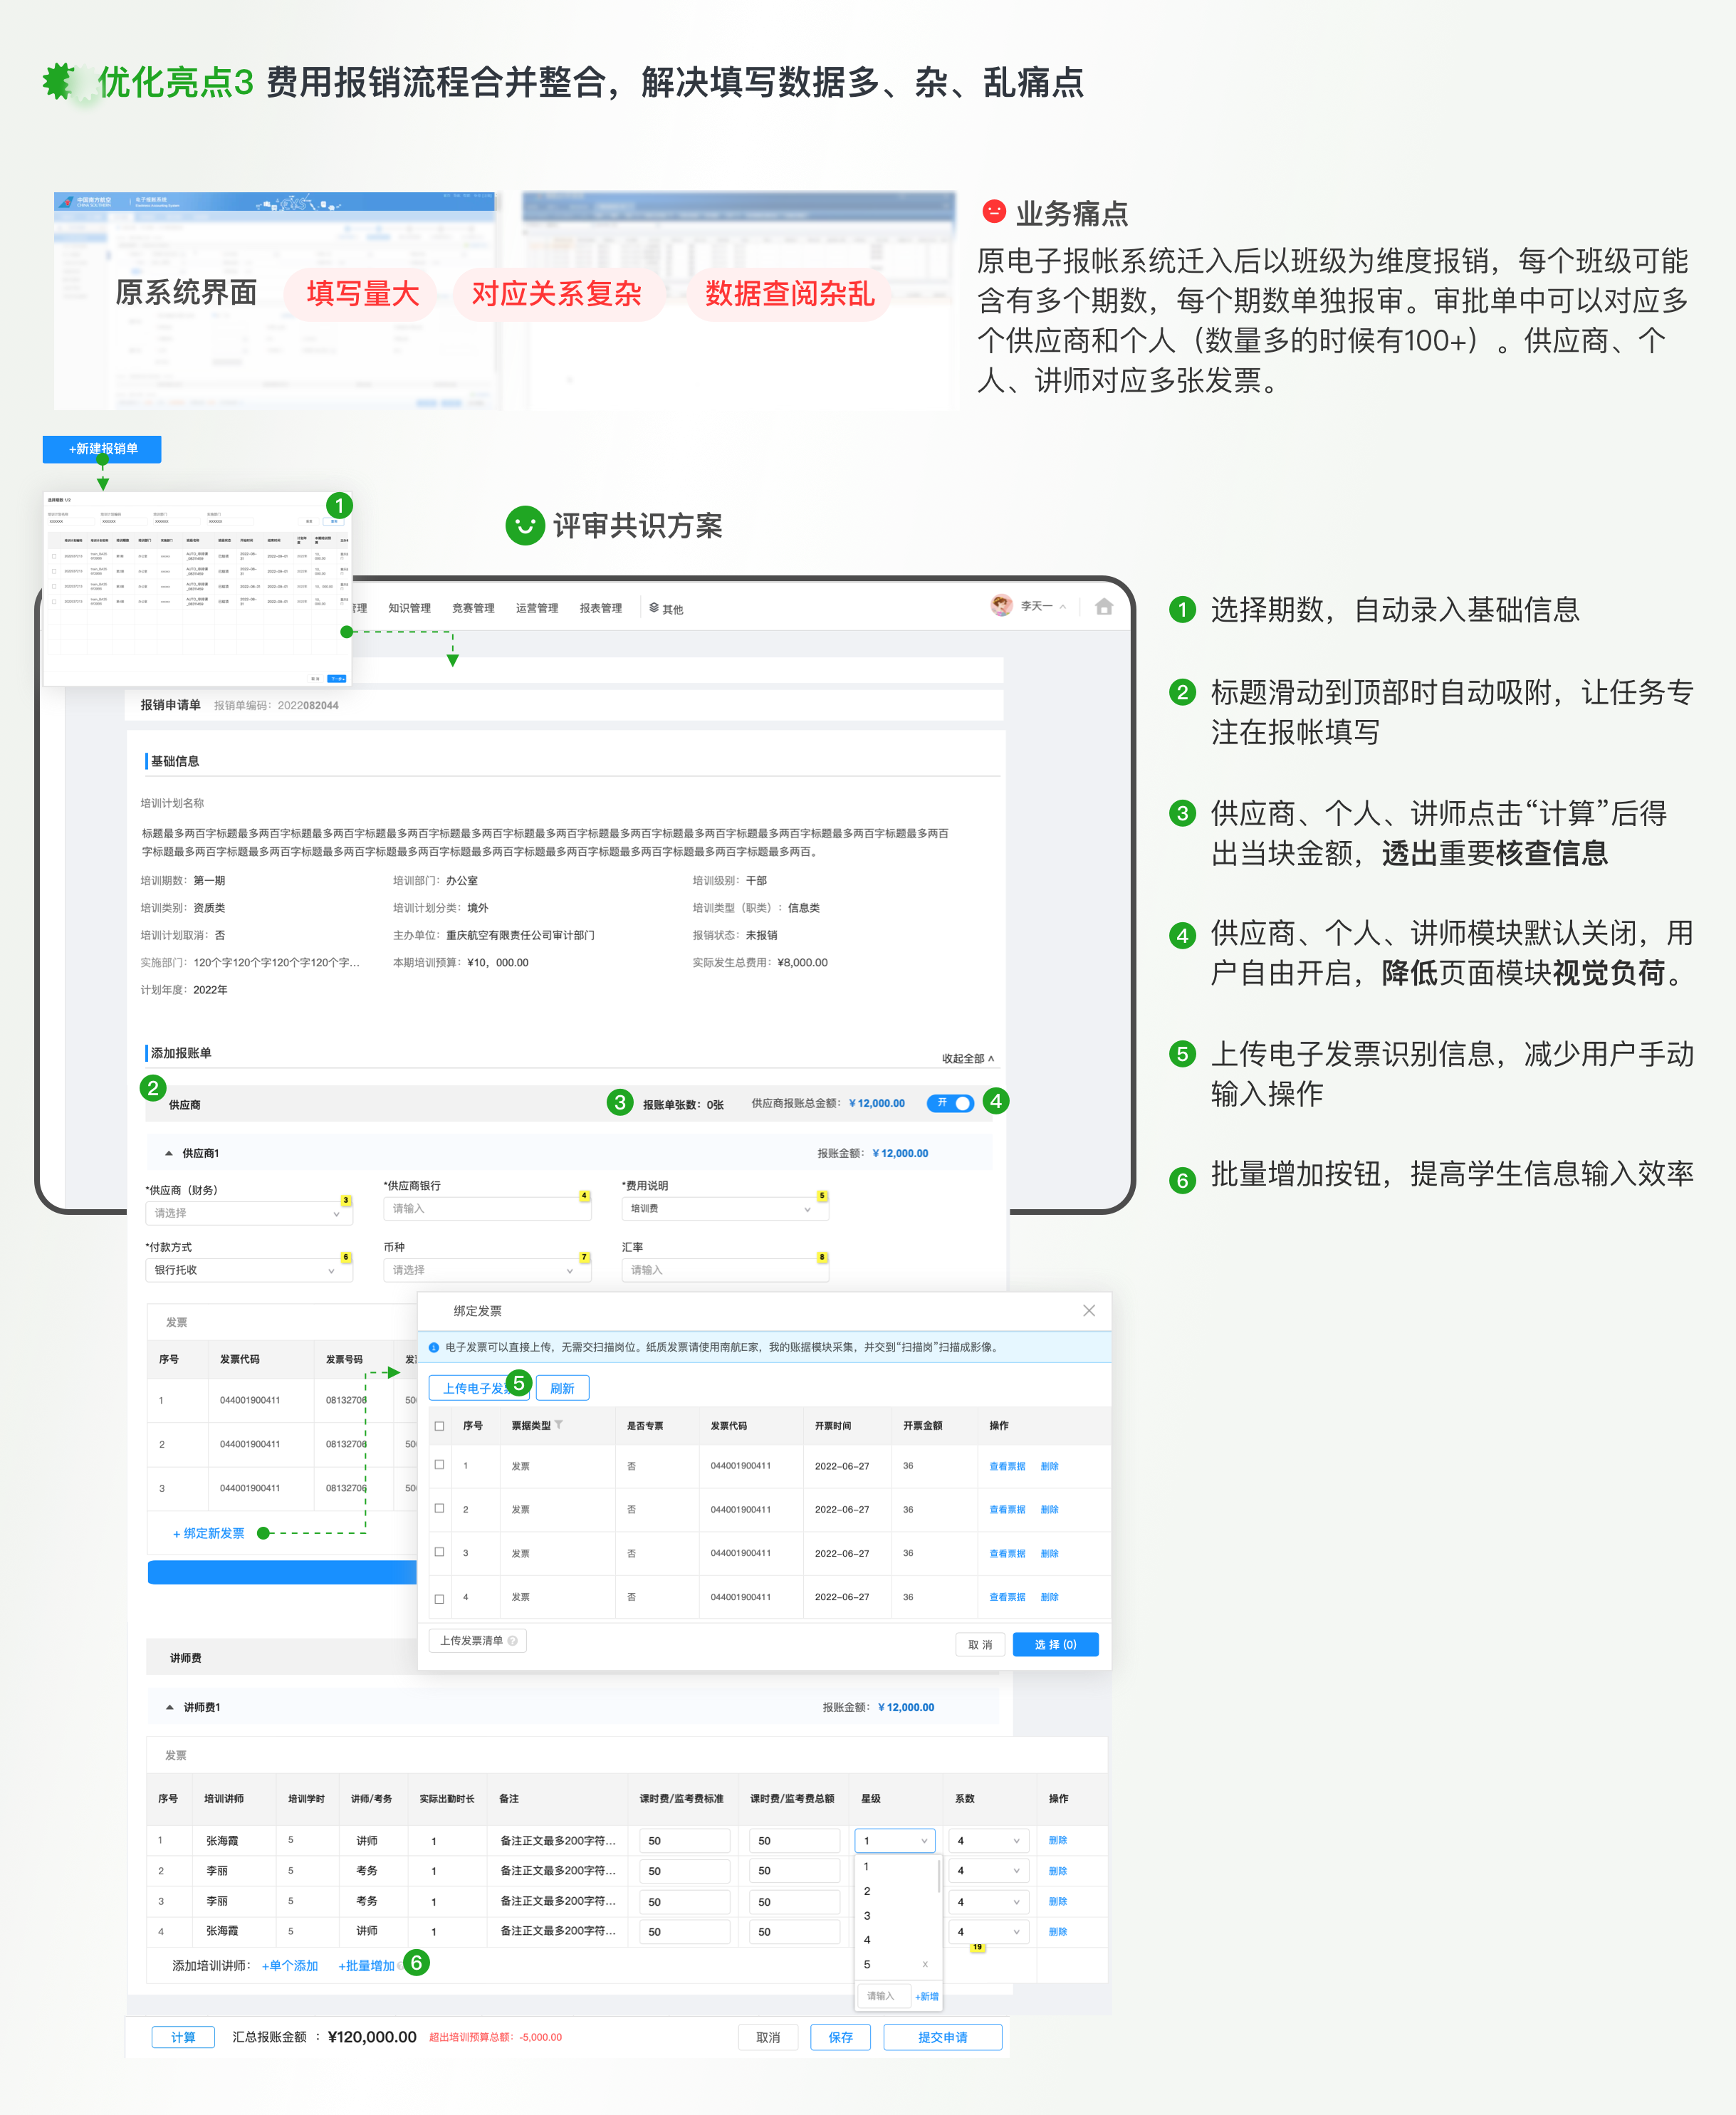 优化亮点3 费用报销流程合并整合，解决填写数据多、杂、乱痛点
中国南方航空
电子报账系统
原系统界面
填写量大
对应关系复杂
数据查阅杂乱
业务痛点
原电子报帐系统迁入后以班级为维度报销，每个班级可能
含有多个期数，每个期数单独报审。审批单中可以对应多
个供应商和个人（数量多的时候有100+）。供应商、个
人、讲师对应多张发票。
+新建报销单
1
评审共识方案
知识管理 竞赛管理 运营管理 报表管理 其他
李天一
报销申请单 报销单编码：2022082044
基础信息
培训计划名称
标题最多两百字标题最多两百字标题最多两百字标题最多两百字标题最多两百字标题最多两百字标题最多两百字标题最多两百字标题最多两百字标题最多两百字标题最多两百
字标题最多两百字标题最多两百字标题最多两百字标题最多两百字标题最多两百字标题最多两百字标题最多两百字标题最多两百字标题最多两百。
培训期数：第一期 培训部门：办公室 培训级别：干部
培训类别：资质类 培训计划分类：境外 培训类型（职类）：信息类
培训计划取消：否 主办单位：重庆航空有限责任公司审计部门 报销状态：未报销
实施部门：120个字120个字120个字120个字... 本期培训预算：¥10，000.00 实际发生总费用：¥8,000.00
计划年度：2022年
添加报账单 收起全部
2 供应商 3 报账单张数：0张 供应商报账总金额：¥12,000.00 开 4
供应商1 报账金额：¥12,000.00
*供应商（财务） *供应商银行 *费用说明
请选择 3 请输入 4 培训费 5
*付款方式 币种 汇率
银行托收 6 请选择 7 请输入 8
发票
序号 发票代码 发票号码
1 044001900411 08132706
2 044001900411 08132706
3 044001900411 08132706
+ 绑定新发票
绑定发票
电子发票可以直接上传，无需交扫描岗位。纸质发票请使用南航E家，我的账据模块采集，并交到“扫描岗”扫描成影像。
上传电子发票 5 刷新
序号 票据类型 是否专票 发票代码 开票时间 开票金额 操作
1 发票 否 044001900411 2022-06-27 36 查看票据 删除
2 发票 否 044001900411 2022-06-27 36 查看票据 删除
3 发票 否 044001900411 2022-06-27 36 查看票据 删除
4 发票 否 044001900411 2022-06-27 36 查看票据 删除
上传发票清单 取 消 选 择 (0)
讲师费
讲师费1 报账金额：¥12,000.00
发票
序号 培训讲师 培训学时 讲师/考务 实际出勤时长 备注 课时费/监考费标准 课时费/监考费总额 星级 系数 操作
1 张海霞 5 讲师 1 备注正文最多200字符... 50 50 1 4 删除
2 李丽 5 考务 1 备注正文最多200字符... 50 50 4 删除
3 李丽 5 考务 1 备注正文最多200字符... 50 50 4 删除
4 张海霞 5 讲师 1 备注正文最多200字符... 50 50 4 删除
1
2
3
4
5 x
请输入 +新增
19
添加培训讲师： +单个添加 +批量增加 6
计算 汇总报账金额 ：¥120,000.00 超出培训预算总额：-5,000.00 取消 保存 提交申请
1 选择期数，自动录入基础信息
2 标题滑动到顶部时自动吸附，让任务专
注在报帐填写
3 供应商、个人、讲师点击“计算”后得
出当块金额，透出重要核查信息
4 供应商、个人、讲师模块默认关闭，用
户自由开启，降低页面模块视觉负荷。
5 上传电子发票识别信息，减少用户手动
输入操作
6 批量增加按钮，提高学生信息输入效率